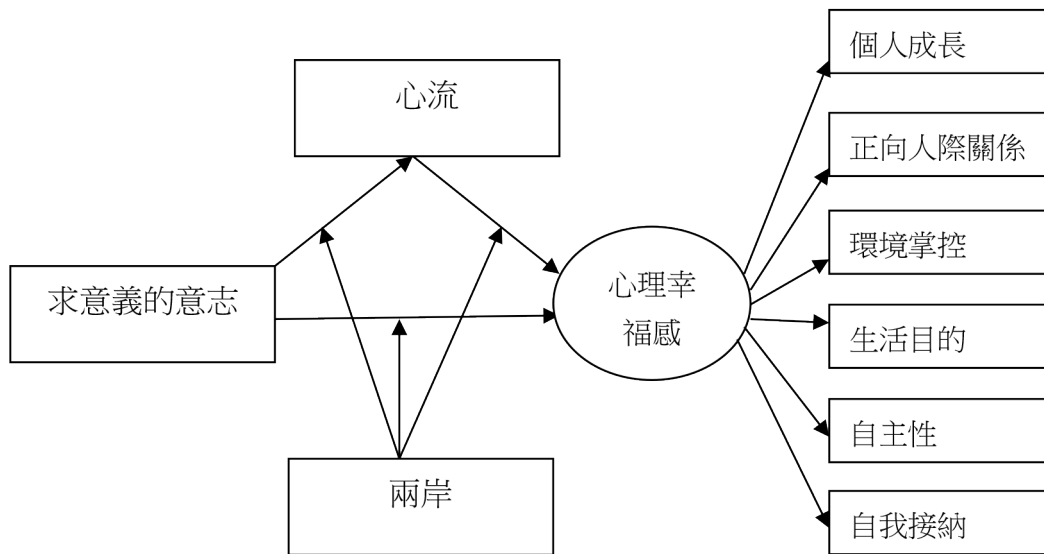 個人成長
心流
正向人際關係
環境掌控
求意義的意志
心理幸
福感
生活目的
自主性
兩岸
自我接納